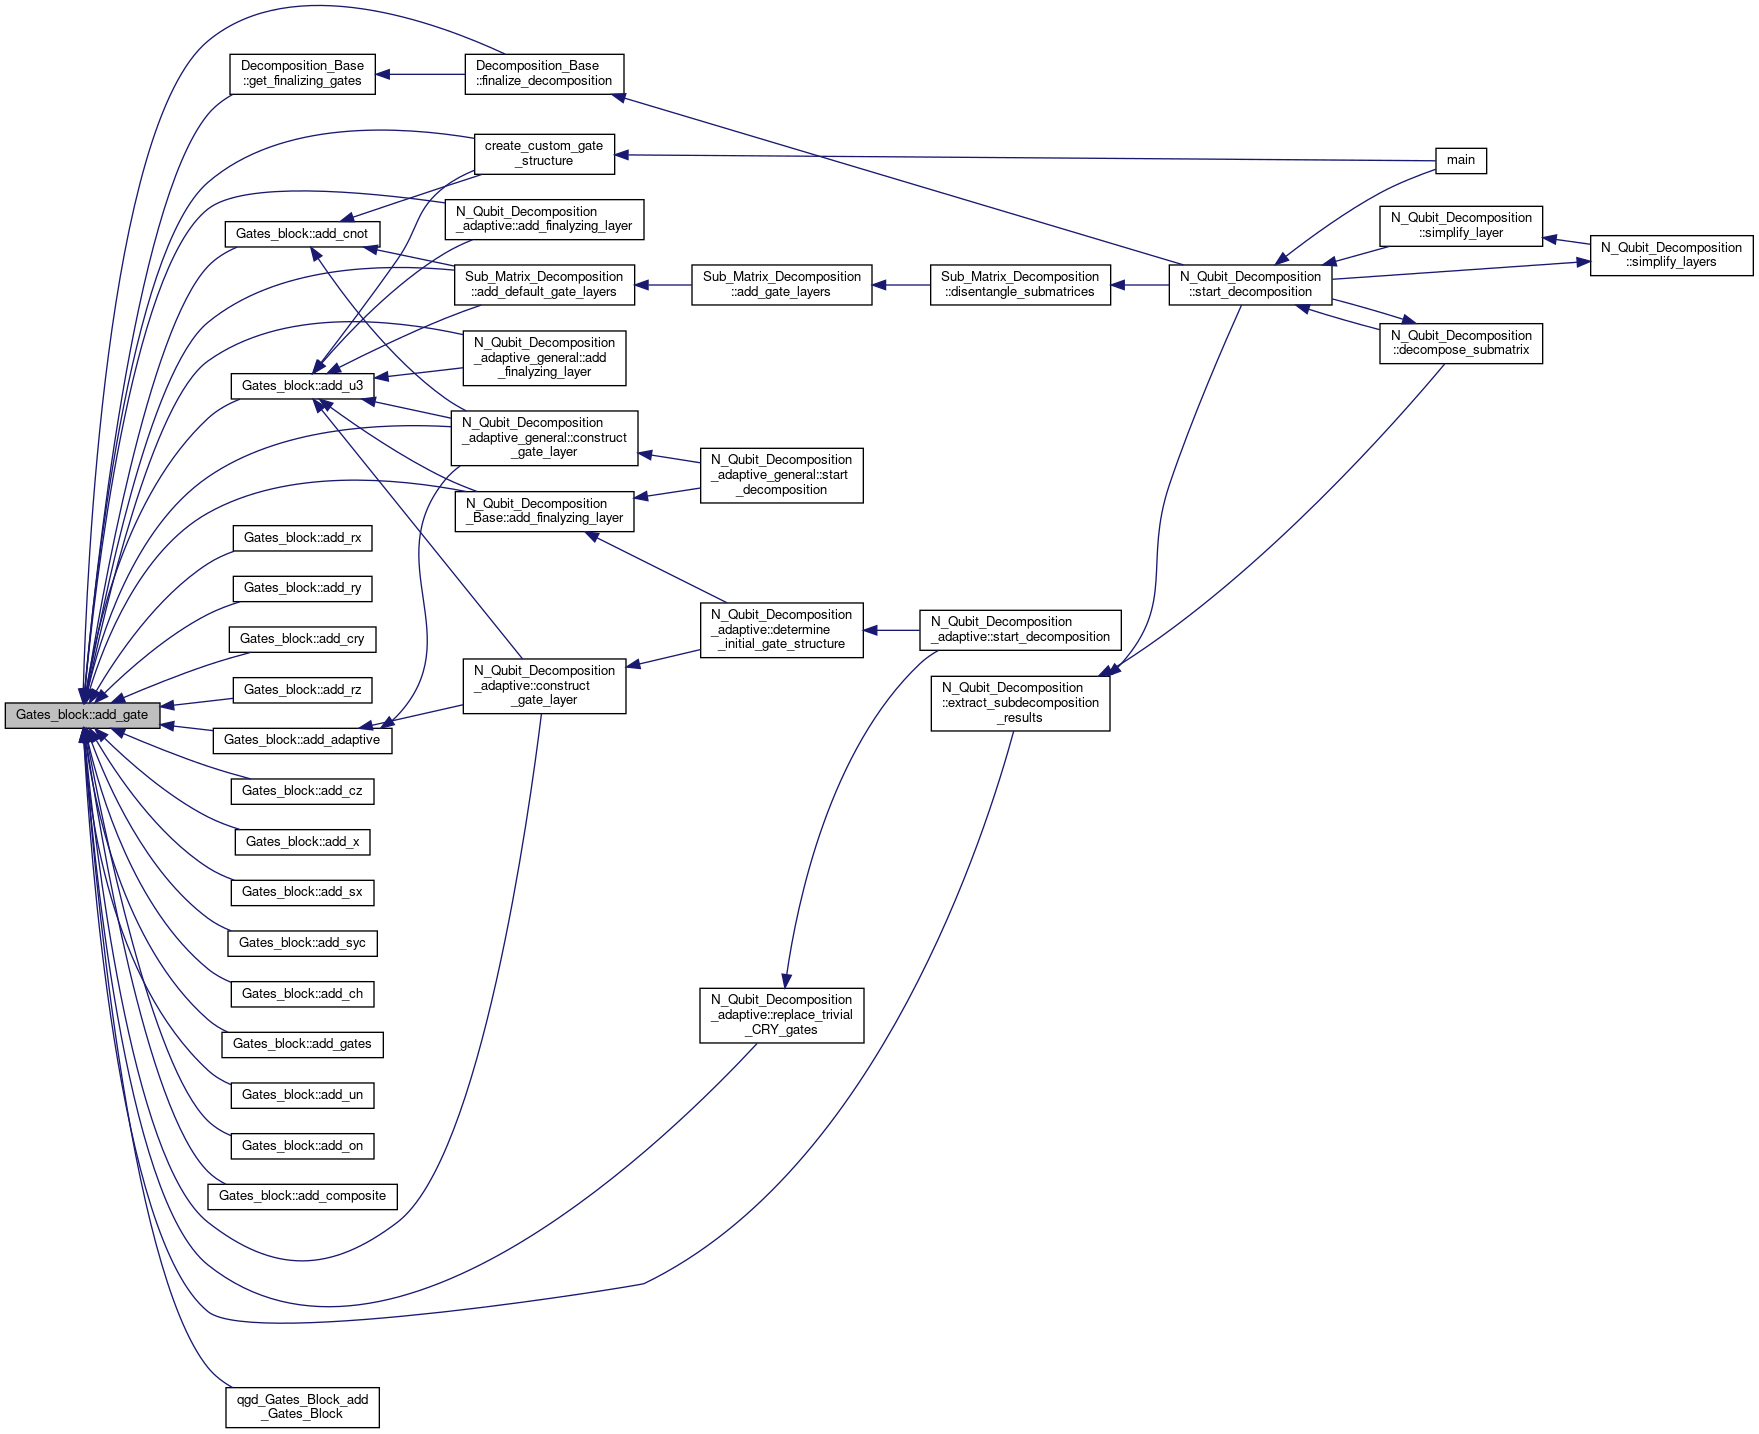 Decomposition_Base
::get_finalizing_gates
Decomposition_Base
::finalize_decomposition
create_custom_gate
_structure
main
N_Qubit_Decomposition
_adaptive::add_finalyzing_layer
Gates_block::add_cnot
N_Qubit_Decomposition
::simplify_layer
N_Qubit_Decomposition
::simplify_layers
Sub_Matrix_Decomposition
::add_default_gate_layers
Sub_Matrix_Decomposition
::add_gate_layers
Sub_Matrix_Decomposition
::disentangle_submatrices
N_Qubit_Decomposition
::start_decomposition
N_Qubit_Decomposition
::decompose_submatrix
N_Qubit_Decomposition
_adaptive_general::add
_finalyzing_layer
Gates_block::add_u3
N_Qubit_Decomposition
_adaptive_general::construct
_gate_layer
N_Qubit_Decomposition
_adaptive_general::start
_decomposition
N_Qubit_Decomposition
_Base::add_finalyzing_layer
Gates_block::add_rx
Gates_block::add_ry
Gates_block::add_cry
N_Qubit_Decomposition
_adaptive::determine
_initial_gate_structure
N_Qubit_Decomposition
_adaptive::start_decomposition
N_Qubit_Decomposition
_adaptive::construct
_gate_layer
Gates_block::add_rz
N_Qubit_Decomposition
::extract_subdecomposition
_results
Gates_block::add_gate
Gates_block::add_adaptive
Gates_block::add_cz
Gates_block::add_x
Gates_block::add_sx
Gates_block::add_syc
Gates_block::add_ch
N_Qubit_Decomposition
_adaptive::replace_trivial
_CRY_gates
Gates_block::add_gates
Gates_block::add_un
Gates_block::add_on
Gates_block::add_composite
qgd_Gates_Block_add
_Gates_Block